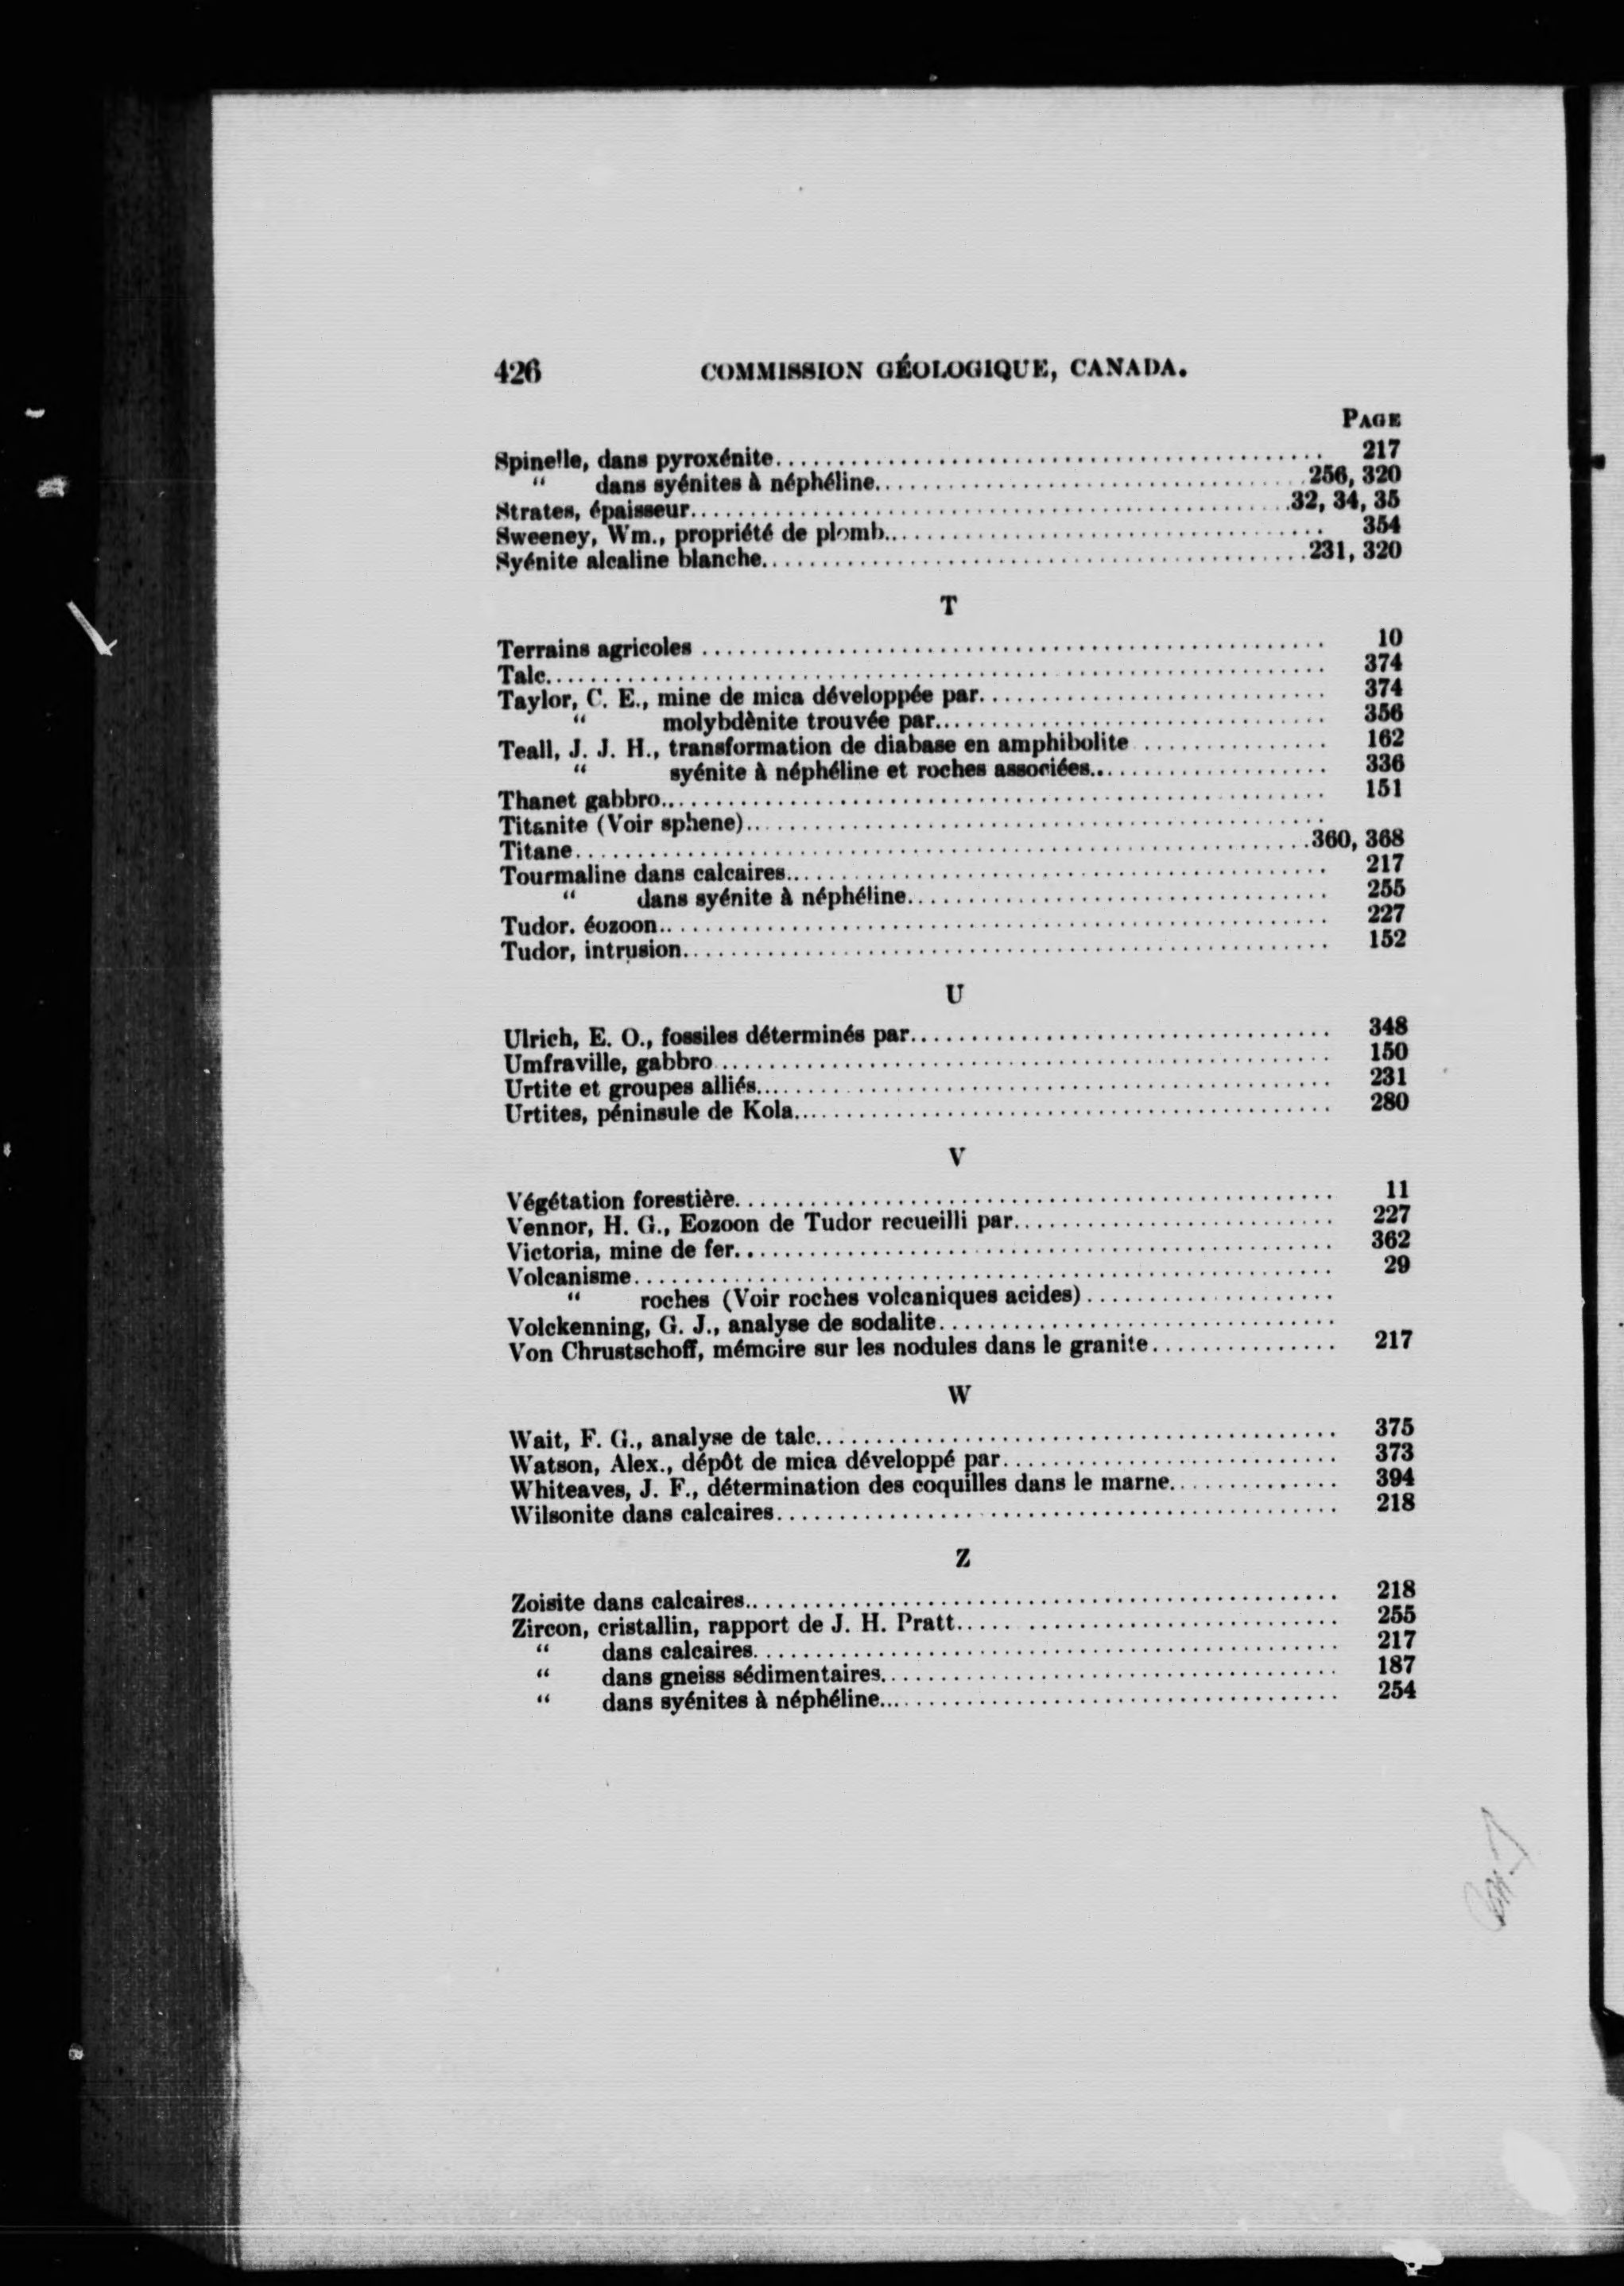 426 COMMISSION GÉOLOGIQUE, CANADA.
PAGE
Spinelle, dans pyroxénite 217
“ dans syénites à néphéline 256, 320
Strates, épaisseur 32, 34, 35
Sweeney, Wm., propriété de plomb 354
Syénite alcaline blanche 231, 320
T
Terrains agricoles 10
Talc 374
Taylor, C. E., mine de mica développée par 374
“ molybdènite trouvée par 356
Teall, J. J. H., transformation de diabase en amphibolite 162
“ syénite à néphéline et roches associées 336
Thanet gabbro 151
Titanite (Voir sphene)
Titane 360, 368
Tourmaline dans calcaires 217
“ dans syénite à néphéline 255
Tudor. éozoon 227
Tudor, intrusion 152
U
Ulrich, E. O., fossiles déterminés par 348
Umfraville, gabbro 150
Urtite et groupes alliés 231
Urtites, péninsule de Kola 280
V
Végétation forestière 11
Vennor, H. G., Eozoon de Tudor recueilli par 227
Victoria, mine de fer 362
Volcanisme 29
“ roches (Voir roches volcaniques acides)
Volckenning, G. J., analyse de sodalite
Von Chrustschoff, mémoire sur les nodules dans le granite 217
W
Wait, F. G., analyse de talc 375
Watson, Alex., dépôt de mica développé par 373
Whiteaves, J. F., détermination des coquilles dans le marne 394
Wilsonite dans calcaires 218
Z
Zoisite dans calcaires 218
Zircon, cristallin, rapport de J. H. Pratt 255
“ dans calcaires 217
“ dans gneiss sédimentaires 187
“ dans syénites à néphéline 254